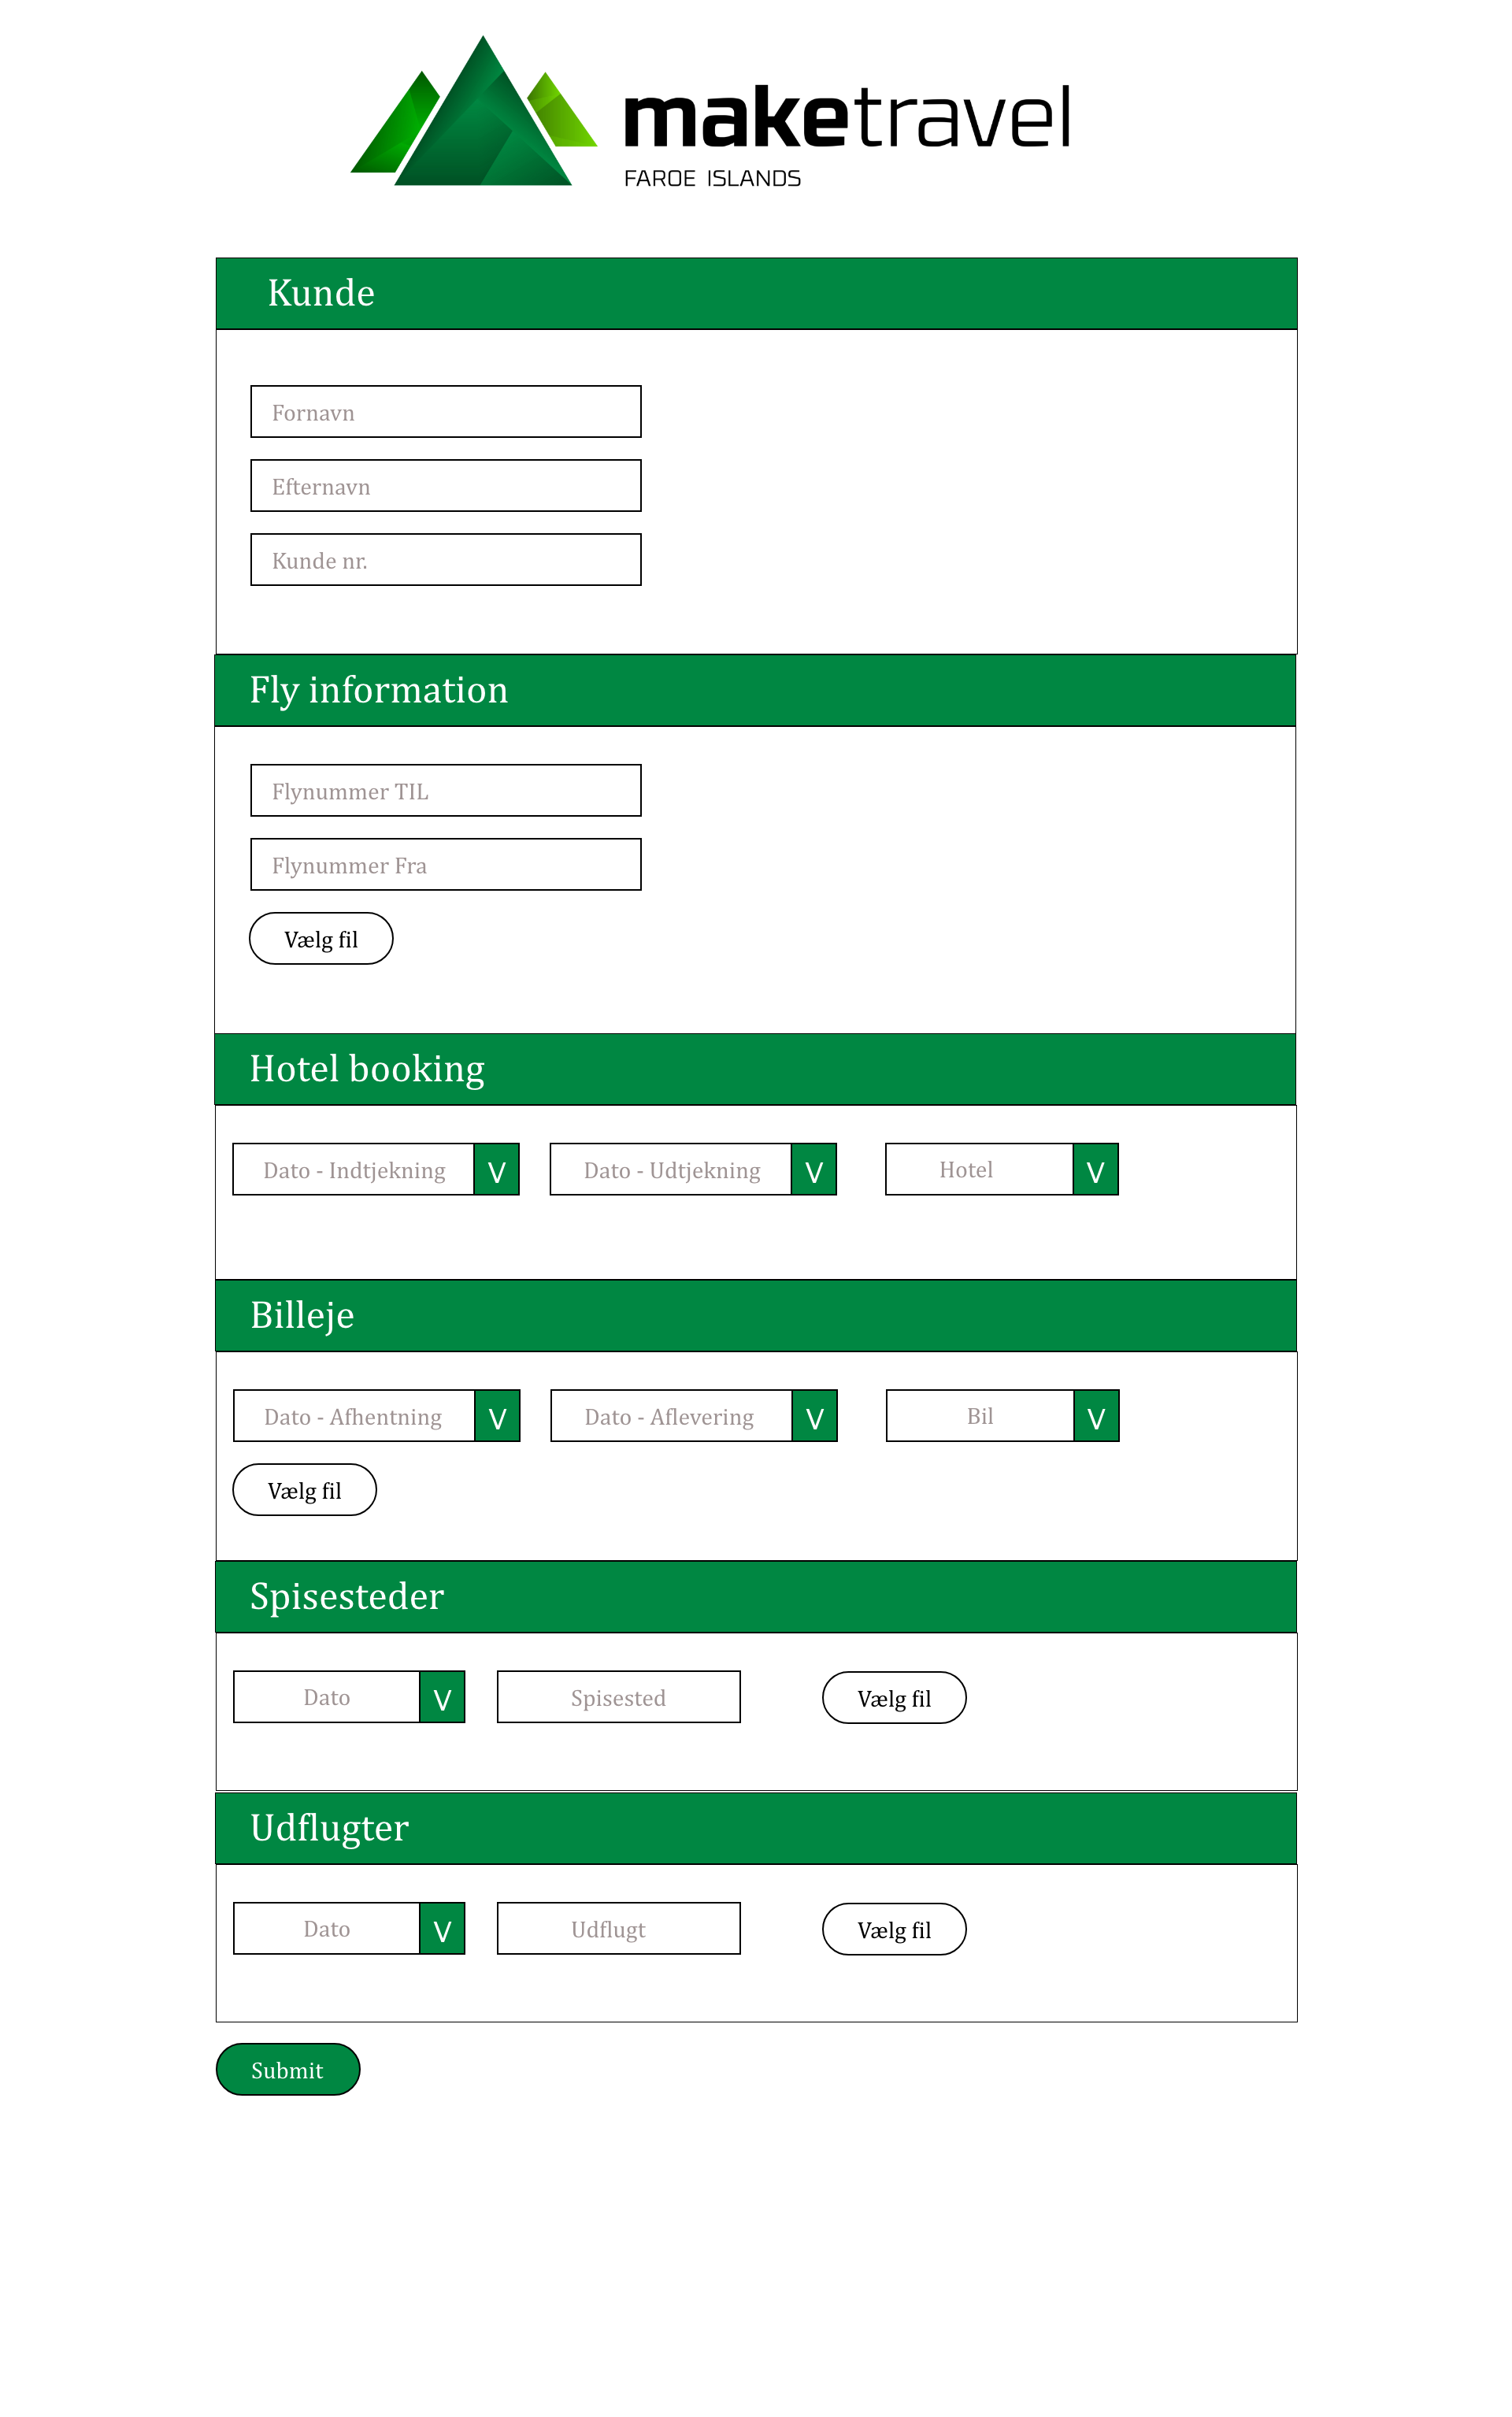 maketravel
FAROE ISLANDS
Kunde
Fornavn
Efternavn
Kunde nr.
Fly information
Flynummer TIL
Flynummer Fra
Vælg fil
Hotel booking
Dato - Indtjekning V Dato - Udtjekning V Hotel V
Billeje
Dato - Afhentning V Dato - Aflevering V Bil V
Vælg fil
Spisesteder
Dato V Spisested Vælg fil
Udflugter
Dato V Udflugt Vælg fil
Submit